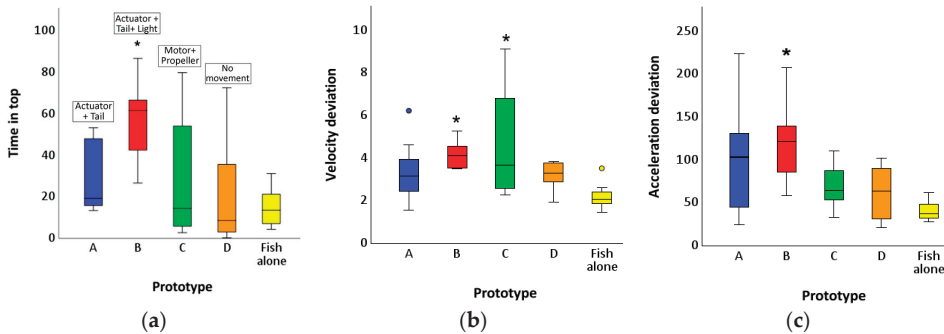 100
80
60
40
20
0
Time in top
Actuator
+ Tail
Actuator +
Tail+ Light
*
Motor+
Propeller
No
movement
A
B
C
D
Fish
alone
Prototype
(a)
10
8
6
4
2
0
Velocity deviation
*
*
A
B
C
D
Fish
alone
Prototype
(b)
250
200
150
100
50
0
Acceleration deviation
*
A
B
C
D
Fish
alone
Prototype
(c)